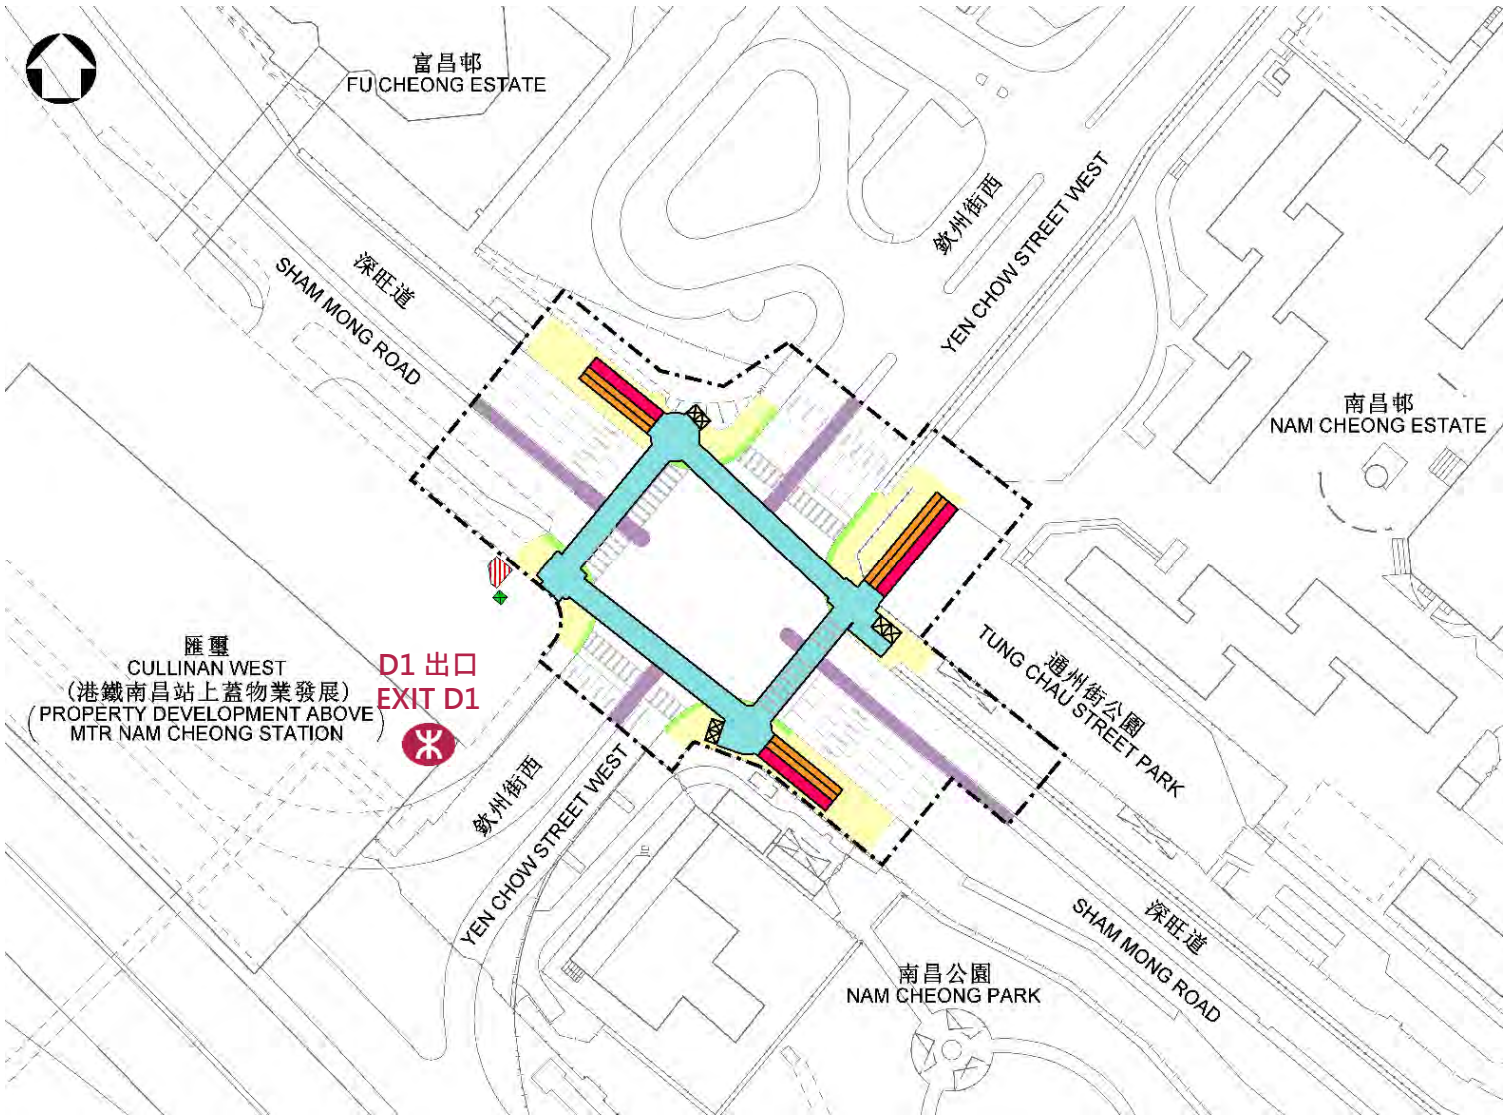 富昌邨
FU CHEONG ESTATE
欽州街西
YEN CHOW STREET WEST
深旺道
SHAM MONG ROAD
南昌邨
NAM CHEONG ESTATE
匯璽
CULLINAN WEST
(港鐵南昌站上蓋物業發展)
(PROPERTY DEVELOPMENT ABOVE
MTR NAM CHEONG STATION)
D1 出口
EXIT D1
通州街公園
TUNG CHAU STREET PARK
欽州街西
YEN CHOW STREET WEST
深旺道
SHAM MONG ROAD
南昌公園
NAM CHEONG PARK